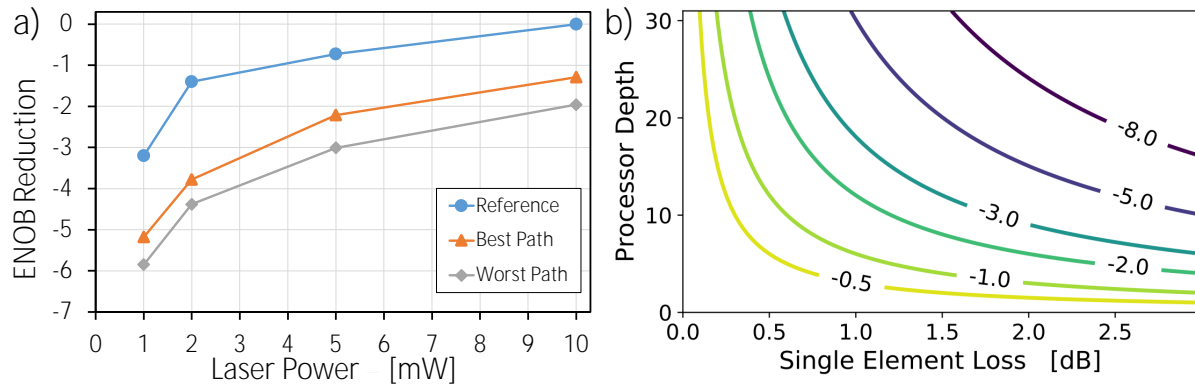 a)
ENOB Reduction
0
-1
-2
-3
-4
-5
-6
-7
Reference
Best Path
Worst Path
0 1 2 3 4 5 6 7 8 9 10
Laser Power [mW]
b)
Processor Depth
30
20
10
0
-8.0
-5.0
-3.0
-2.0
-1.0
-0.5
0.0 0.5 1.0 1.5 2.0 2.5
Single Element Loss [dB]